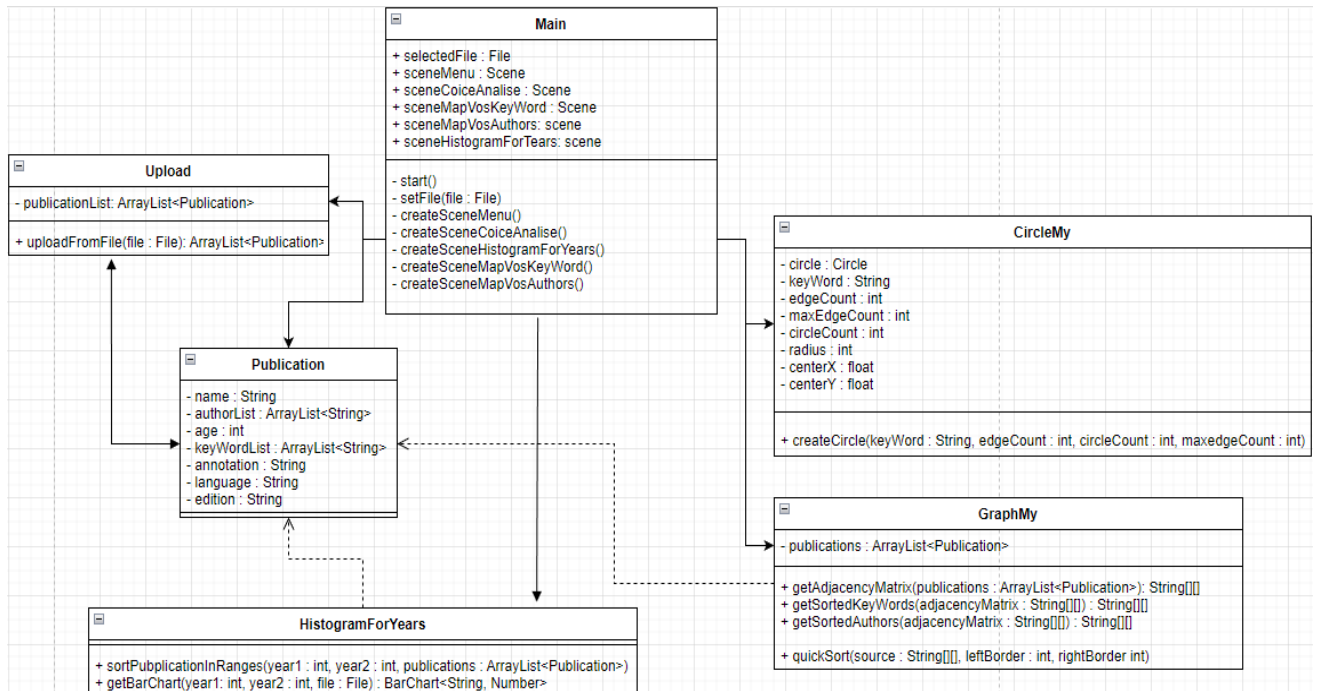 Main
+ selectedFile : File
+ sceneMenu : Scene
+ sceneCoiceAnalise : Scene
+ sceneMapVosKeyWord : Scene
+ sceneMapVosAuthors: scene
+ sceneHistogramForTears: scene
- start()
- setFile(file : File)
- createSceneMenu()
- createSceneCoiceAnalise()
- createSceneHistogramForYears()
- createSceneMapVosKeyWord()
- createSceneMapVosAuthors()
Upload
- publicationList: ArrayList<Publication>
+ uploadFromFile(file : File): ArrayList<Publication>
CircleMy
- circle : Circle
- keyWord : String
- edgeCount : int
- maxEdgeCount : int
- circleCount : int
- radius : int
- centerX : float
- centerY : float
+ createCircle(keyWord : String, edgeCount : int, circleCount : int, maxedgeCount : int)
Publication
- name : String
- authorList : ArrayList<String>
- age : int
- keyWordList : ArrayList<String>
- annotation : String
- language : String
- edition : String
GraphMy
- publications : ArrayList<Publication>
+ getAdjacencyMatrix(publications : ArrayList<Publication>): String[][]
+ getSortedKeyWords(adjacencyMatrix : String[][]) : String[][]
+ getSortedAuthors(adjacencyMatrix : String[][]) : String[][]
+ quickSort(source : String[][], leftBorder : int, rightBorder int)
HistogramForYears
+ sortPubplicationInRanges(year1 : int, year2 : int, publications : ArrayList<Publication>)
+ getBarChart(year1: int, year2 : int, file : File) : BarChart<String, Number>